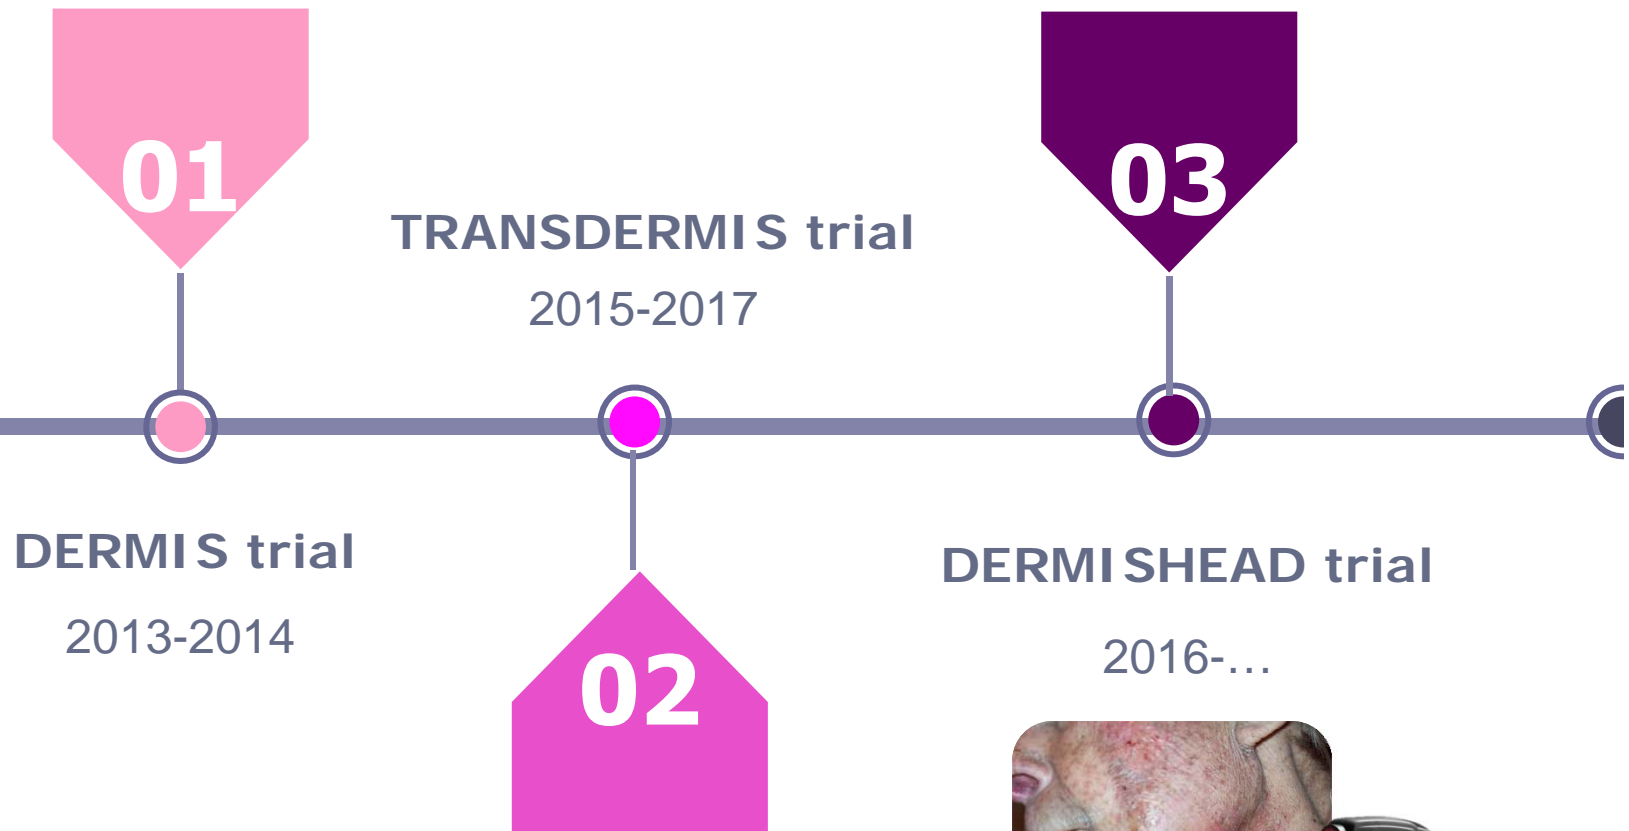 01
DERMIS trial
2013-2014
TRANSDERMIS trial
2015-2017
02
03
DERMISHEAD trial
2016-…